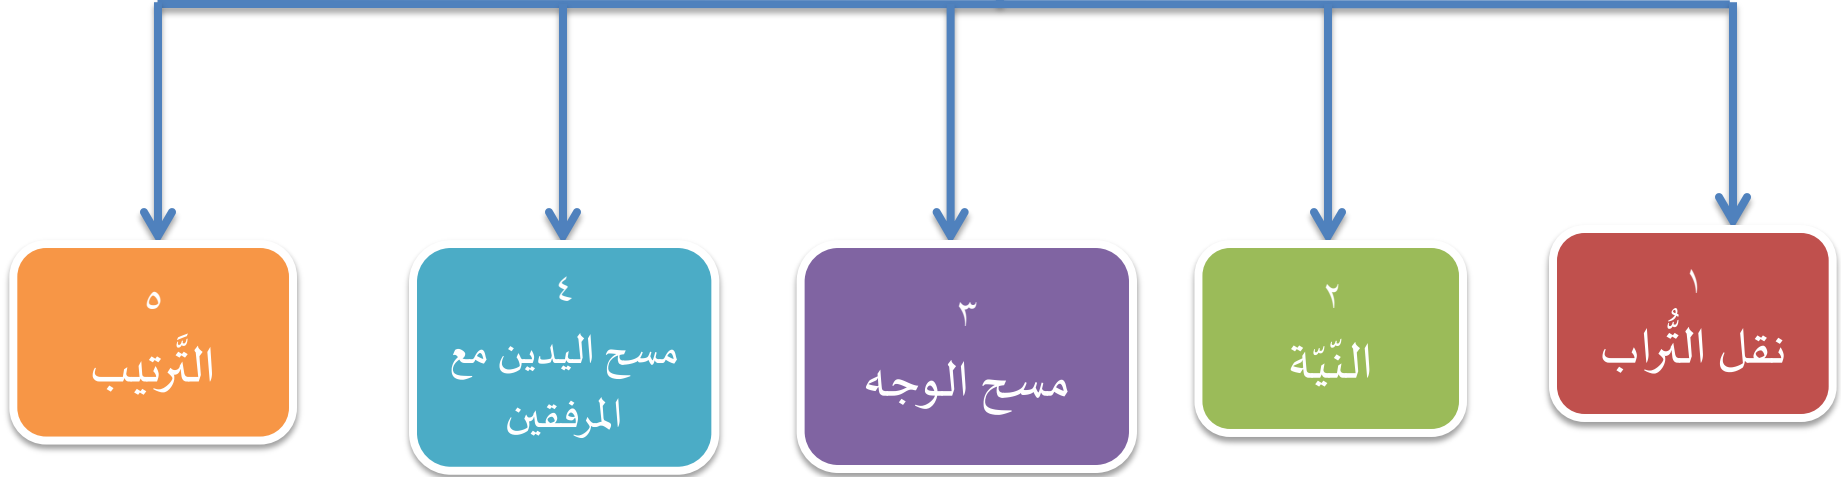 ١
نقل التُّراب
٢
النّيّة
٣
مسح الوجه
٤
مسح اليدين مع
المرفقين
٥
التَّرتيب